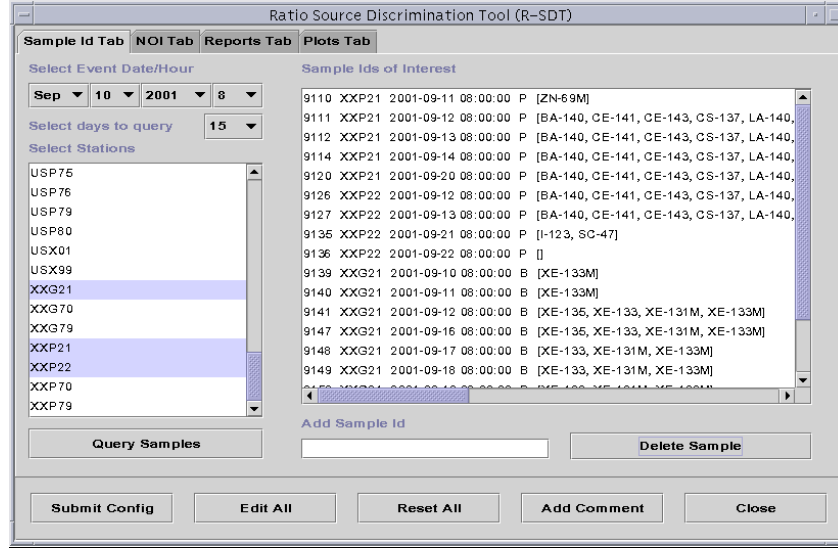 Ratio Source Discrimination Tool (R-SDT)
Sample Id Tab NOI Tab Reports Tab Plots Tab
Select Event Date/Hour
Sep 10 2001 8
Select days to query 15
Select Stations
USP75
USP76
USP79
USP80
USX01
USX99
XXG21
XXG70
XXG79
XXP21
XXP22
XXP70
XXP79
Query Samples
Sample Ids of Interest
9110 XXP21 2001-09-11 08:00:00 P [ZN-69M]
9111 XXP21 2001-09-12 08:00:00 P [BA-140, CE-141, CE-143, CS-137, LA-140,
9112 XXP21 2001-09-13 08:00:00 P [BA-140, CE-141, CE-143, CS-137, LA-140,
9114 XXP21 2001-09-14 08:00:00 P [BA-140, CE-141, CE-143, CS-137, LA-140,
9120 XXP21 2001-09-20 08:00:00 P [BA-140, CE-141, CE-143, CS-137, LA-140,
9126 XXP22 2001-09-12 08:00:00 P [BA-140, CE-141, CE-143, CS-137, LA-140,
9127 XXP22 2001-09-13 08:00:00 P [BA-140, CE-141, CE-143, CS-137, LA-140,
9135 XXP22 2001-09-21 08:00:00 P [I-123, SC-47]
9136 XXP22 2001-09-22 08:00:00 P []
9139 XXG21 2001-09-10 08:00:00 B [XE-133M]
9140 XXG21 2001-09-11 08:00:00 B [XE-133M]
9141 XXG21 2001-09-12 08:00:00 B [XE-135, XE-133, XE-131M, XE-133M]
9147 XXG21 2001-09-16 08:00:00 B [XE-135, XE-133, XE-131M, XE-133M]
9148 XXG21 2001-09-17 08:00:00 B [XE-133, XE-131M, XE-133M]
9149 XXG21 2001-09-18 08:00:00 B [XE-133, XE-131M, XE-133M]
Add Sample Id
Delete Sample
Submit Config Edit All Reset All Add Comment Close